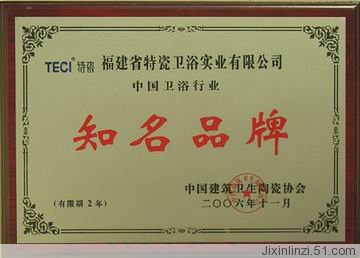 TECI® 特瓷 福建省特瓷卫浴实业有限公司
中国卫浴行业
知名品牌
中国建筑卫生陶瓷协会
(有限期2年) 二〇〇六年十一月
Jixinlinzi.51.com